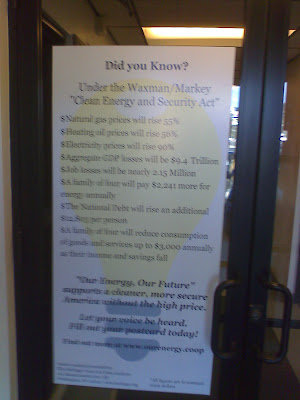 Did you Know?
Under the Waxman/Markey
"Clean Energy and Security Act"
$Natural gas prices will rise 55%
$Heating oil prices will rise 56%
$Electricity prices will rise 90%
$Aggregate GDP losses will be $9.4 Trillion
$Job losses will be nearly 2.15 Million
$A family of four will pay $2,241 more for
energy annually
$The National Debt will rise an additional
per person
$A family of four will reduce consumption
of goods and services up to $3,000 annually
as their income and savings fall
"Our Energy, Our Future"
supports a cleaner, more secure
America without the high price.
Let your voice be heard.
Fill out your postcard today!
Find out more at www.ourenergy.coop